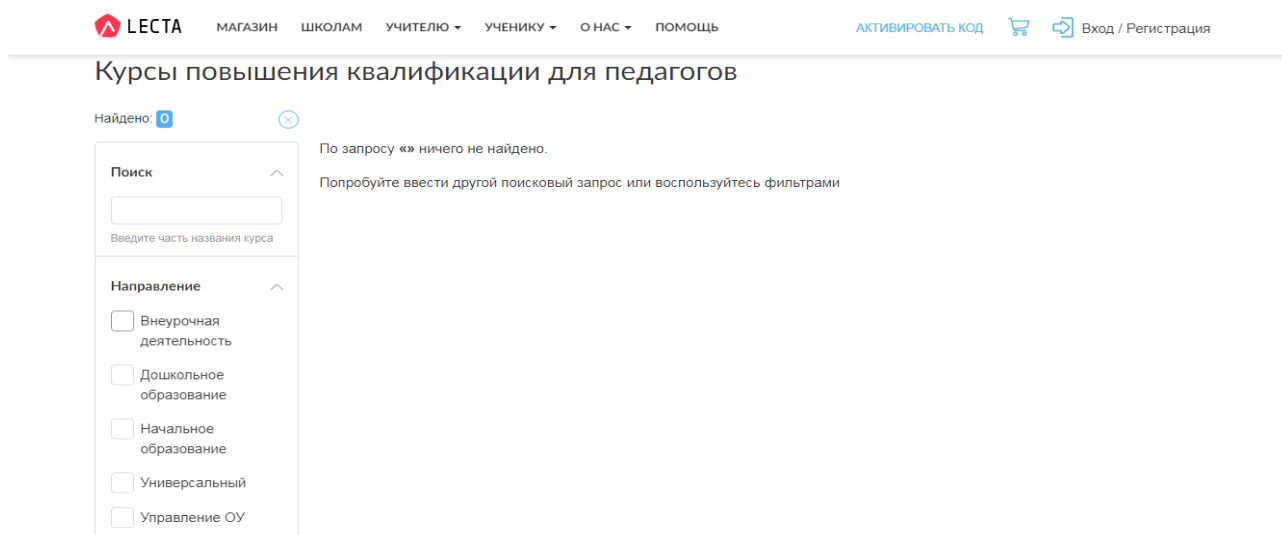 LECTA МАГАЗИН ШКОЛАМ УЧИТЕЛЮ УЧЕНИКУ О НАС ПОМОЩЬ АКТИВИРОВАТЬ КОД Вход / Регистрация
Курсы повышения квалификации для педагогов
Найдено: 0
По запросу «» ничего не найдено.
Попробуйте ввести другой поисковый запрос или воспользуйтесь фильтрами
Поиск
Введите часть названия курса
Направление
Внеурочная
деятельность
Дошкольное
образование
Начальное
образование
Универсальный
Управление ОУ